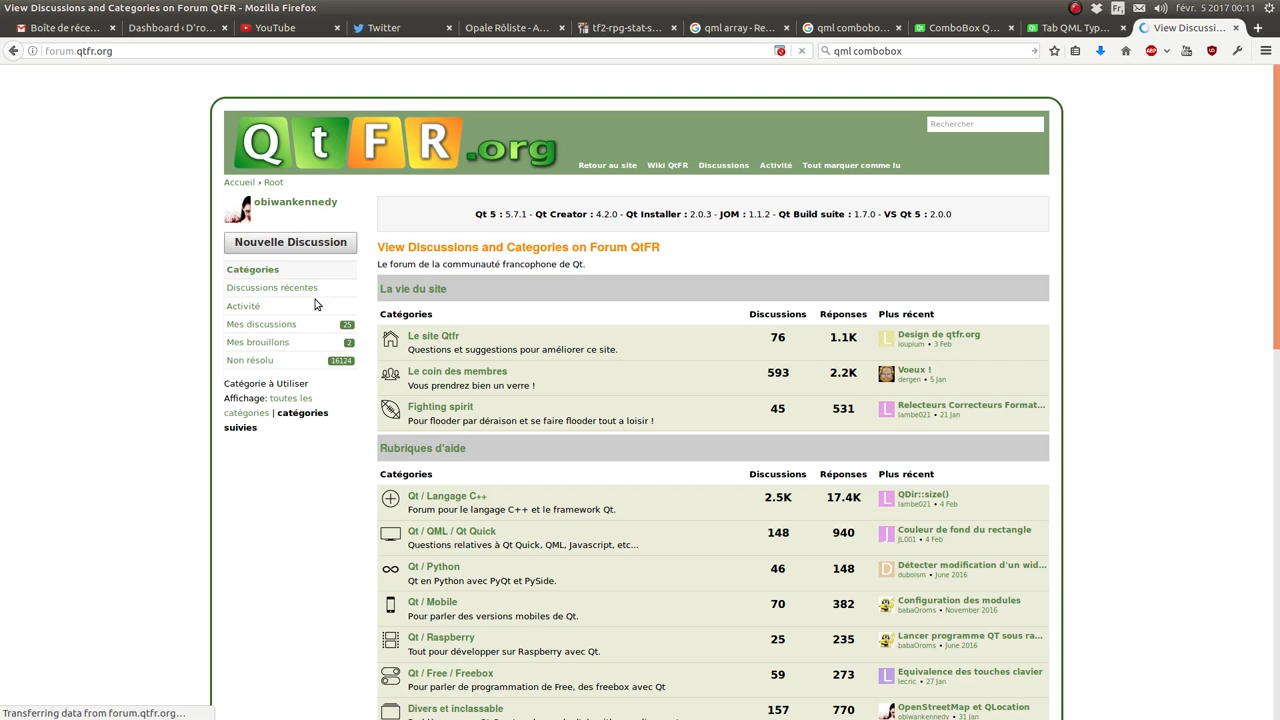 View Discussions and Categories on Forum QtFR - Mozilla Firefox
Fr févr. 5 2017 00:11
Boîte de réce... Dashboard ‹ D'ro... YouTube Twitter Opale Rôliste - A... tf2-rpg-stat-s... qml array - Re... qml combobo... ComboBox Q... Tab QML Typ... View Discussi...
forum.qtfr.org qml combobox ABP
QtFR.org
Rechercher
Retour au site Wiki QtFR Discussions Activité Tout marquer comme lu
Accueil › Root
obiwankennedy
Nouvelle Discussion
Catégories
Discussions récentes
Activité
Mes discussions 25
Mes brouillons 2
Non résolu 16124
Catégorie à Utiliser
Affichage: toutes les
catégories | catégories
suivies
Qt 5 : 5.7.1 - Qt Creator : 4.2.0 - Qt Installer : 2.0.3 - JOM : 1.1.2 - Qt Build suite : 1.7.0 - VS Qt 5 : 2.0.0
View Discussions and Categories on Forum QtFR
Le forum de la communauté francophone de Qt.
La vie du site
Catégories Discussions Réponses Plus récent
Le site Qtfr 76 1.1K L Design de qtfr.org
Questions et suggestions pour améliorer ce site. loupium • 3 Feb
Le coin des membres 593 2.2K Voeux !
Vous prendrez bien un verre ! dergen • 5 Jan
Fighting spirit 45 531 L Relecteurs Correcteurs Format...
Pour flooder par déraison et se faire flooder tout a loisir ! lambe021 • 21 Jan
Rubriques d'aide
Catégories Discussions Réponses Plus récent
Qt / Langage C++ 2.5K 17.4K L QDir::size()
Forum pour le langage C++ et le framework Qt. lambe021 • 4 Feb
Qt / QML / Qt Quick 148 940 J Couleur de fond du rectangle
Questions relatives à Qt Quick, QML, Javascript, etc... JL001 • 4 Feb
Qt / Python 46 148 D Détecter modification d'un wid...
Qt en Python avec PyQt et PySide. duboism • June 2016
Qt / Mobile 70 382 Configuration des modules
Pour parler des versions mobiles de Qt. babaOroms • November 2016
Qt / Raspberry 25 235 Lancer programme QT sous ra...
Tout pour développer sur Raspberry avec Qt. babaOroms • June 2016
Qt / Free / Freebox 59 273 L Equivalence des touches clavier
Pour parler de programmation de Free, des freebox avec Qt lecric • 27 Jan
Divers et inclassable 157 770 OpenStreetMap et QLocation
obiwankennedy • 31 Jan
Transferring data from forum.qtfr.org...